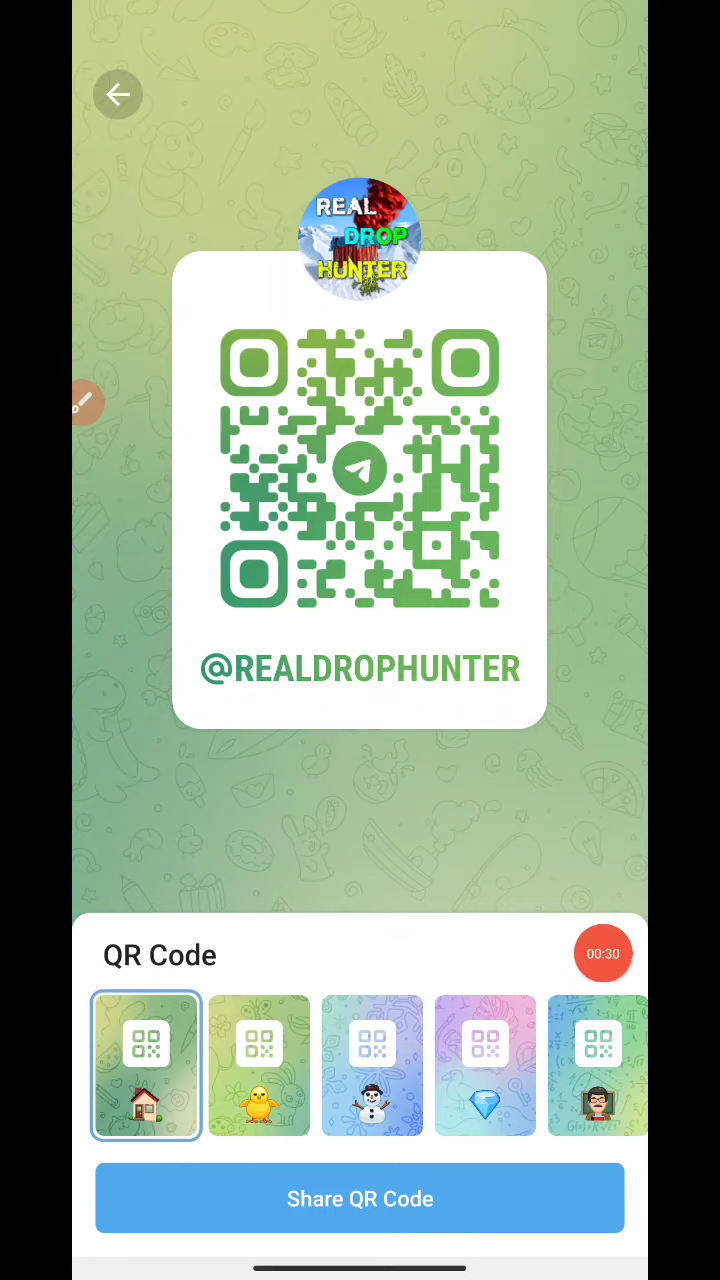 REAL
DROP
HUNTER
@REALDROPHUNTER
QR Code
00:30
Share QR Code